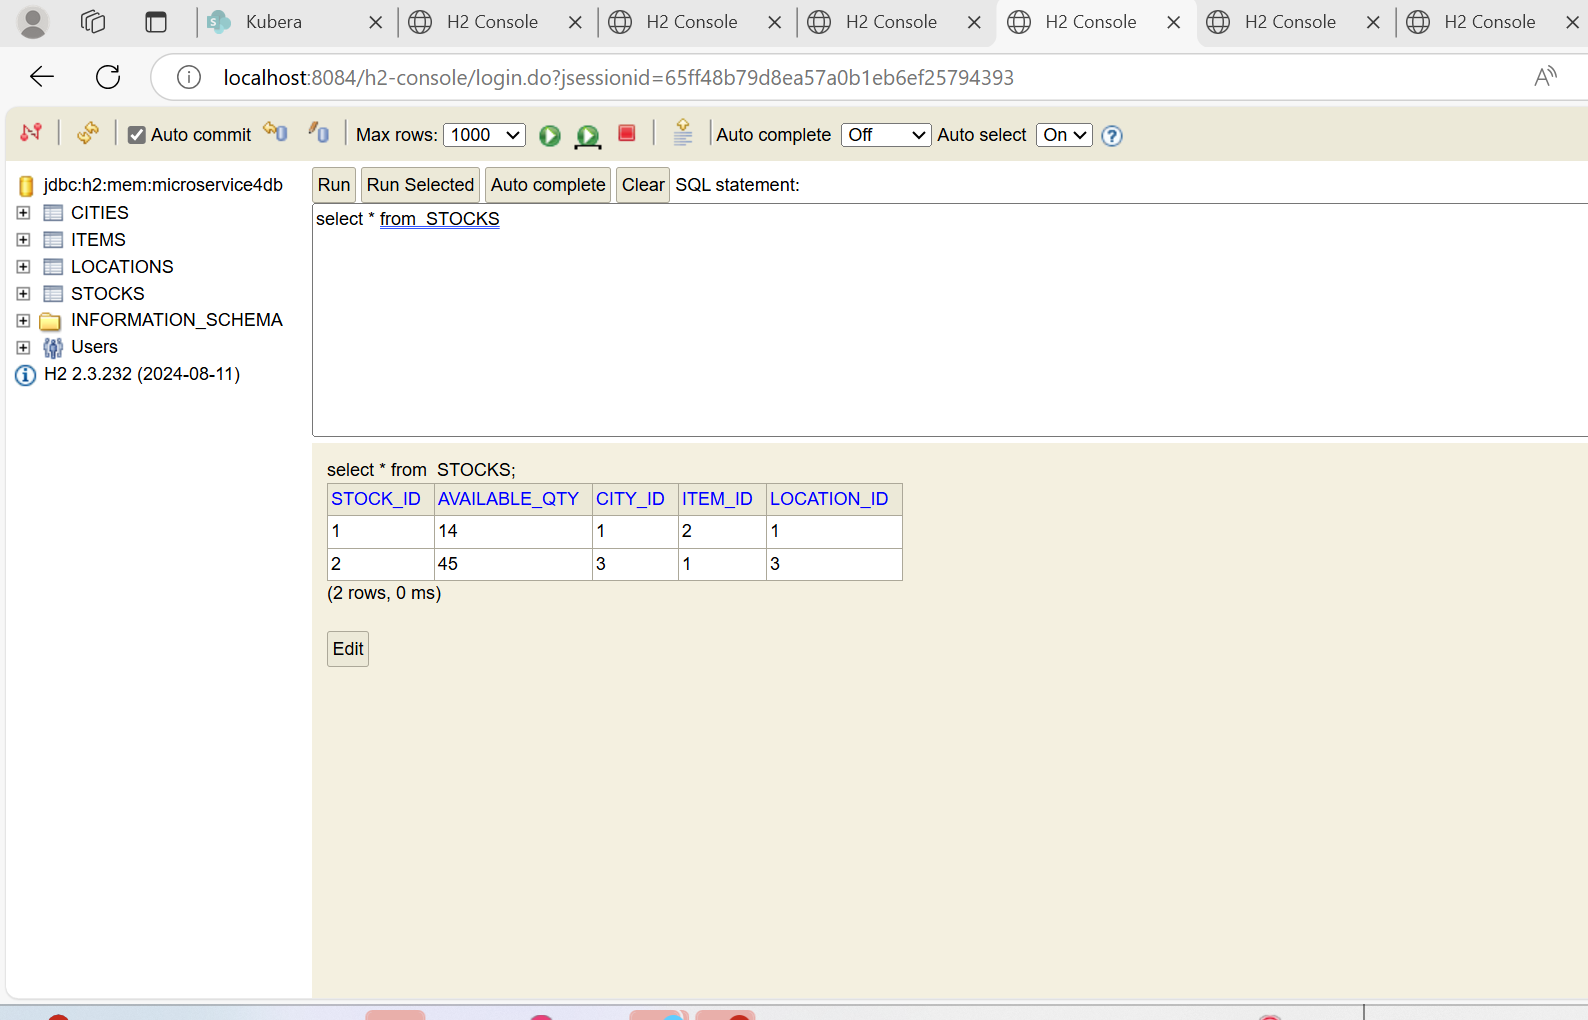 Kubera H2 Console H2 Console H2 Console H2 Console H2 Console H2 Console
localhost:8084/h2-console/login.do?jsessionid=65ff48b79d8ea57a0b1eb6ef25794393
Auto commit Max rows: 1000 Auto complete Off Auto select On
jdbc:h2:mem:microservice4db
CITIES
ITEMS
LOCATIONS
STOCKS
INFORMATION_SCHEMA
Users
H2 2.3.232 (2024-08-11)
Run Run Selected Auto complete Clear SQL statement:
select * from  STOCKS
select * from  STOCKS;
STOCK_ID AVAILABLE_QTY CITY_ID ITEM_ID LOCATION_ID
1 14 1 2 1
2 45 3 1 3
(2 rows, 0 ms)
Edit